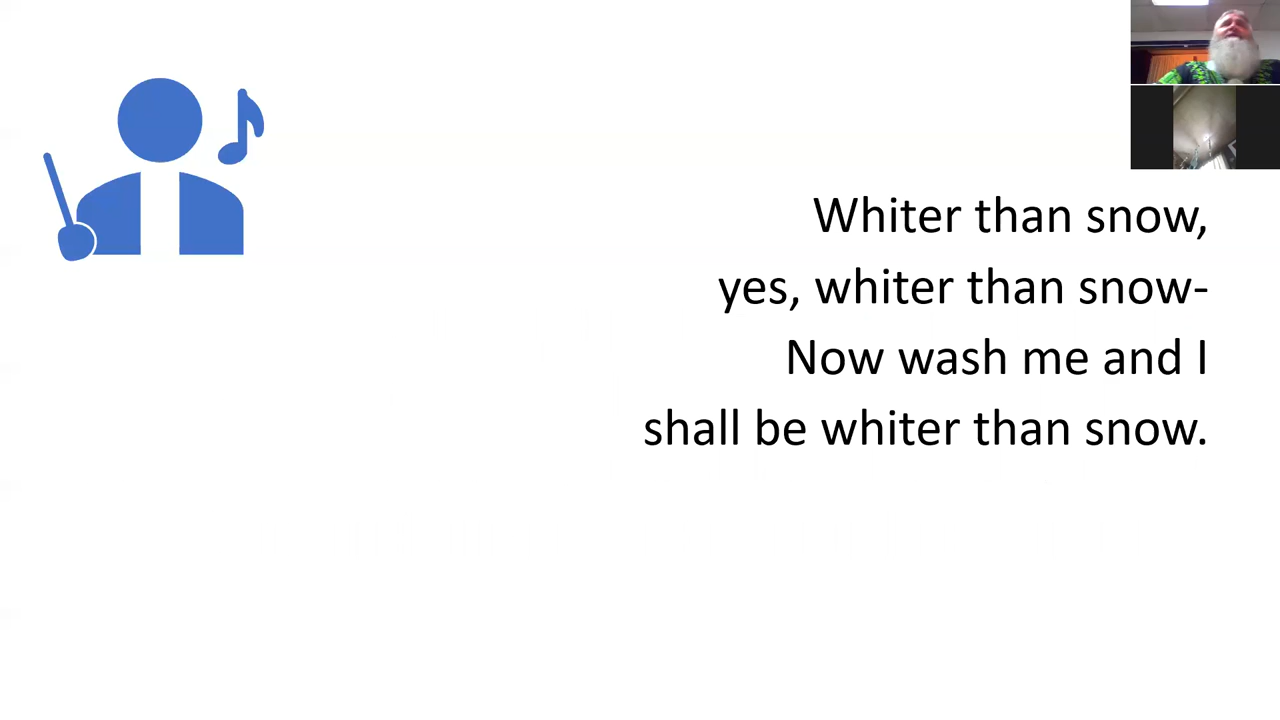 Whiter than snow,
yes, whiter than snow-
Now wash me and I
shall be whiter than snow.